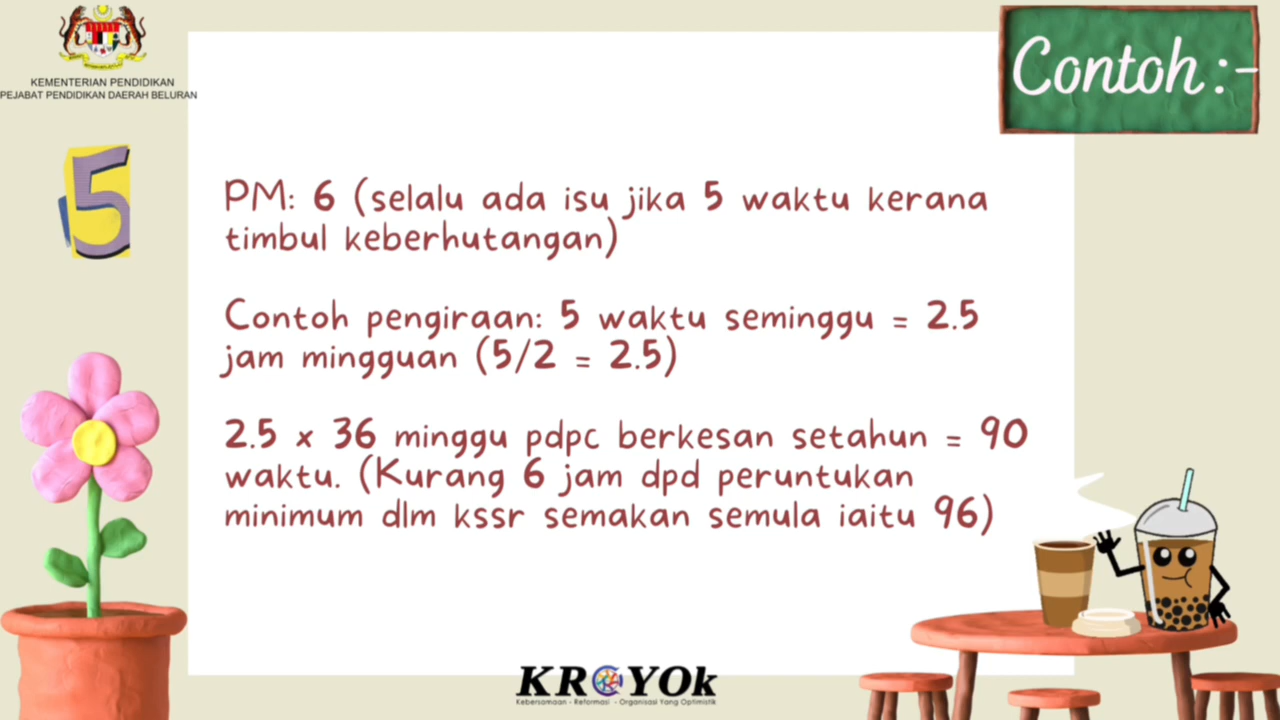 KEMENTERIAN PENDIDIKAN
PEJABAT PENDIDIKAN DAERAH BELURAN
Contoh :-
5
PM: 6 (selalu ada isu jika 5 waktu kerana
timbul keberhutangan)
Contoh pengiraan: 5 waktu seminggu = 2.5
jam mingguan (5/2 = 2.5)
2.5 x 36 minggu pdpc berkesan setahun = 90
waktu. (Kurang 6 jam dpd peruntukan
minimum dlm kssr semakan semula iaitu 96)
KROYOk
Kebersamaan - Reformasi - Organisasi Yang Optimistik